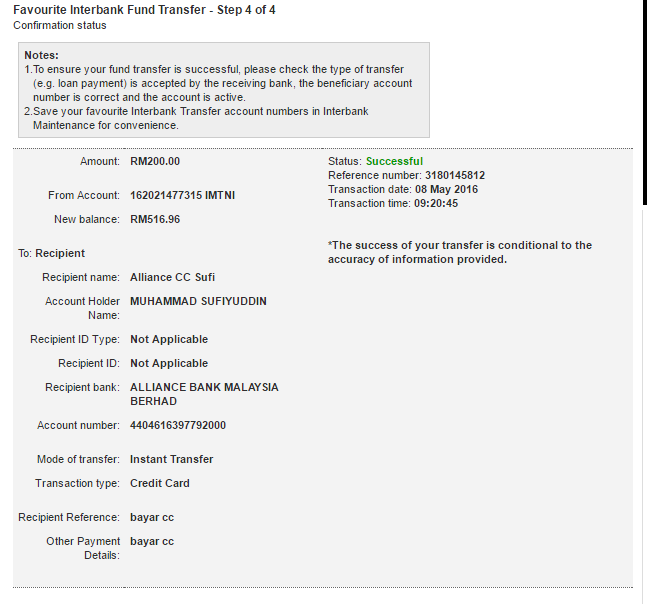 Favourite Interbank Fund Transfer - Step 4 of 4
Confirmation status
Notes:
1.To ensure your fund transfer is successful, please check the type of transfer
(e.g. loan payment) is accepted by the receiving bank, the beneficiary account
number is correct and the account is active.
2.Save your favourite Interbank Transfer account numbers in Interbank
Maintenance for convenience.
Amount: RM200.00
From Account: 162021477315 IMTNI
New balance: RM516.96
Status: Successful
Reference number: 3180145812
Transaction date: 08 May 2016
Transaction time: 09:20:45
*The success of your transfer is conditional to the
accuracy of information provided.
To: Recipient
Recipient name: Alliance CC Sufi
Account Holder MUHAMMAD SUFIYUDDIN
Name:
Recipient ID Type: Not Applicable
Recipient ID: Not Applicable
Recipient bank: ALLIANCE BANK MALAYSIA
BERHAD
Account number: 4404616397792000
Mode of transfer: Instant Transfer
Transaction type: Credit Card
Recipient Reference: bayar cc
Other Payment bayar cc
Details: